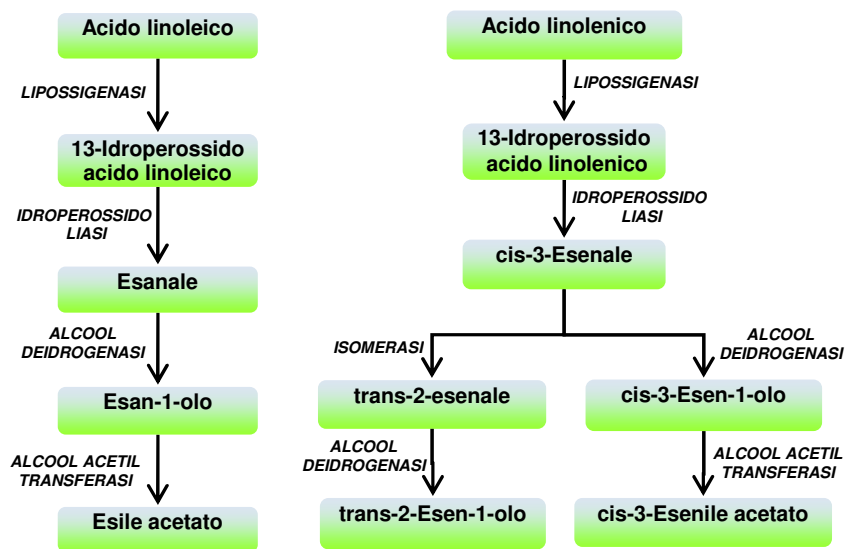 Acido linoleico
LIPOSSIGENASI
13-Idroperossido
acido linoleico
IDROPEROSSIDO
LIASI
Esanale
ALCOOL
DEIDROGENASI
Esan-1-olo
ALCOOL ACETIL
TRANSFERASI
Esile acetato
Acido linolenico
LIPOSSIGENASI
13-Idroperossido
acido linolenico
IDROPEROSSIDO
LIASI
cis-3-Esenale
ISOMERASI
trans-2-esenale
ALCOOL
DEIDROGENASI
trans-2-Esen-1-olo
ALCOOL
DEIDROGENASI
cis-3-Esen-1-olo
ALCOOL ACETIL
TRANSFERASI
cis-3-Esenile acetato